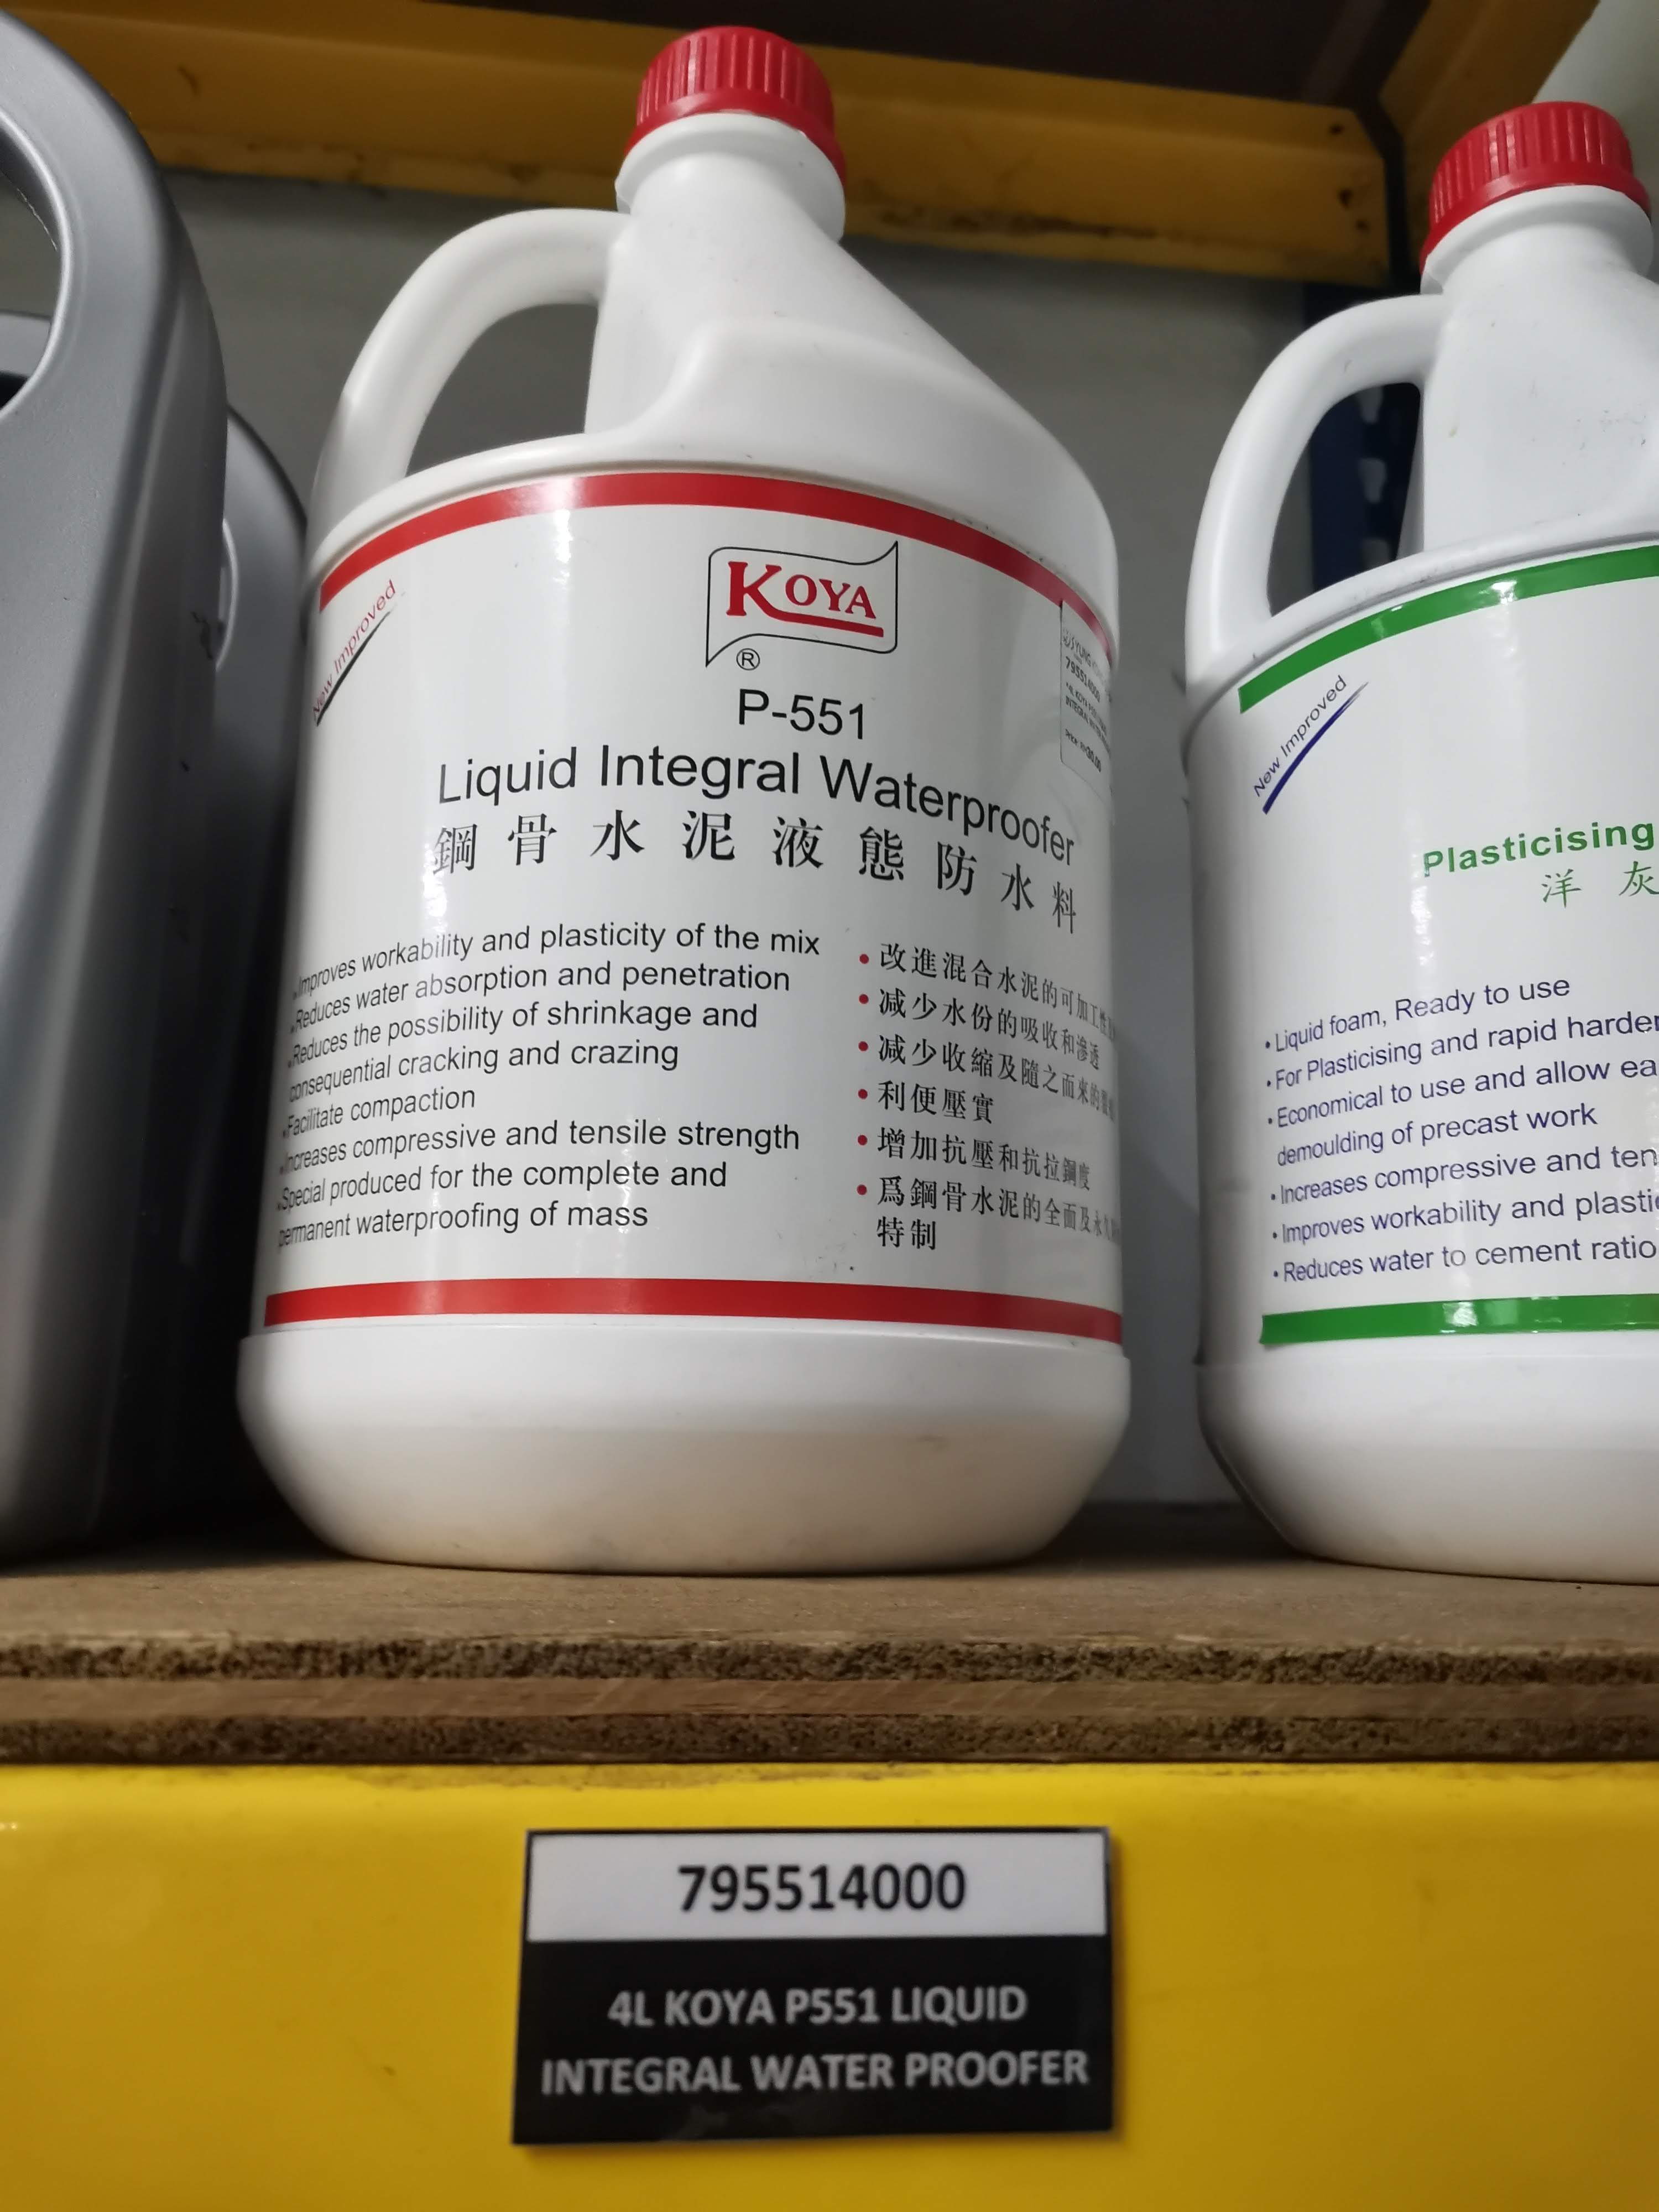 New Improved
KOYA
®
P-551
Liquid Integral Waterproofer
鋼骨水泥液態防水料
•Improves workability and plasticity of the mix
•Reduces water absorption and penetration
•Reduces the possibility of shrinkage and
consequential cracking and crazing
•Facilitate compaction
•Increases compressive and tensile strength
•Special produced for the complete and
permanent waterproofing of mass
•改進混合水泥的可加工性
•减少水份的吸收和滲透
•减少收縮及隨之而來的
•利便壓實
•增加抗壓和抗拉鋼度
•爲鋼骨水泥的全面及永久
特制
795514000
30.00
New Improved
Plasticising
洋灰
•Liquid foam, Ready to use
•For Plasticising and rapid harden
•Economical to use and allow ea
demoulding of precast work
•Increases compressive and ten
•Improves workability and plastic
•Reduces water to cement ratio
795514000
4L KOYA P551 LIQUID
INTEGRAL WATER PROOFER